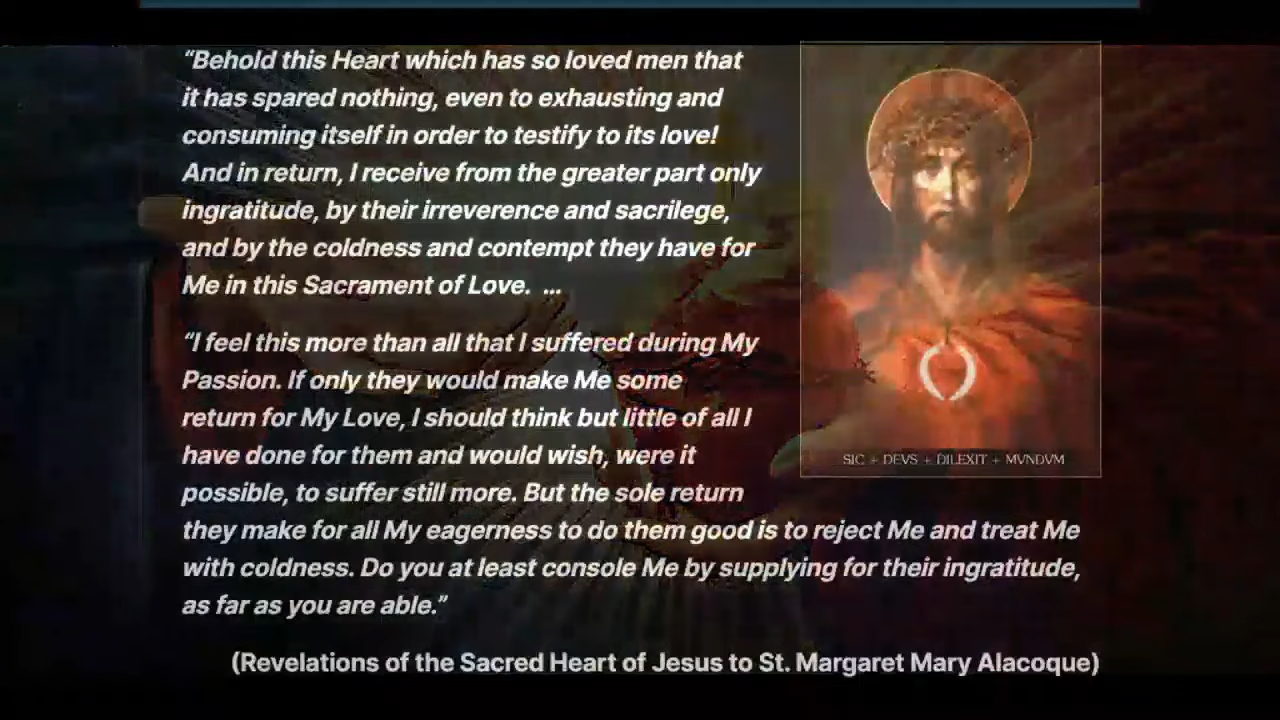 “Behold this Heart which has so loved men that
it has spared nothing, even to exhausting and
consuming itself in order to testify to its love!
And in return, I receive from the greater part only
ingratitude, by their irreverence and sacrilege,
and by the coldness and contempt they have for
Me in this Sacrament of Love. ...
“I feel this more than all that I suffered during My
Passion. If only they would make Me some
return for My Love, I should think but little of all I
have done for them and would wish, were it
possible, to suffer still more. But the sole return
they make for all My eagerness to do them good is to reject Me and treat Me
with coldness. Do you at least console Me by supplying for their ingratitude,
as far as you are able.”
(Revelations of the Sacred Heart of Jesus to St. Margaret Mary Alacoque)
SIC + DEVS + DILEXIT + MVNDVM